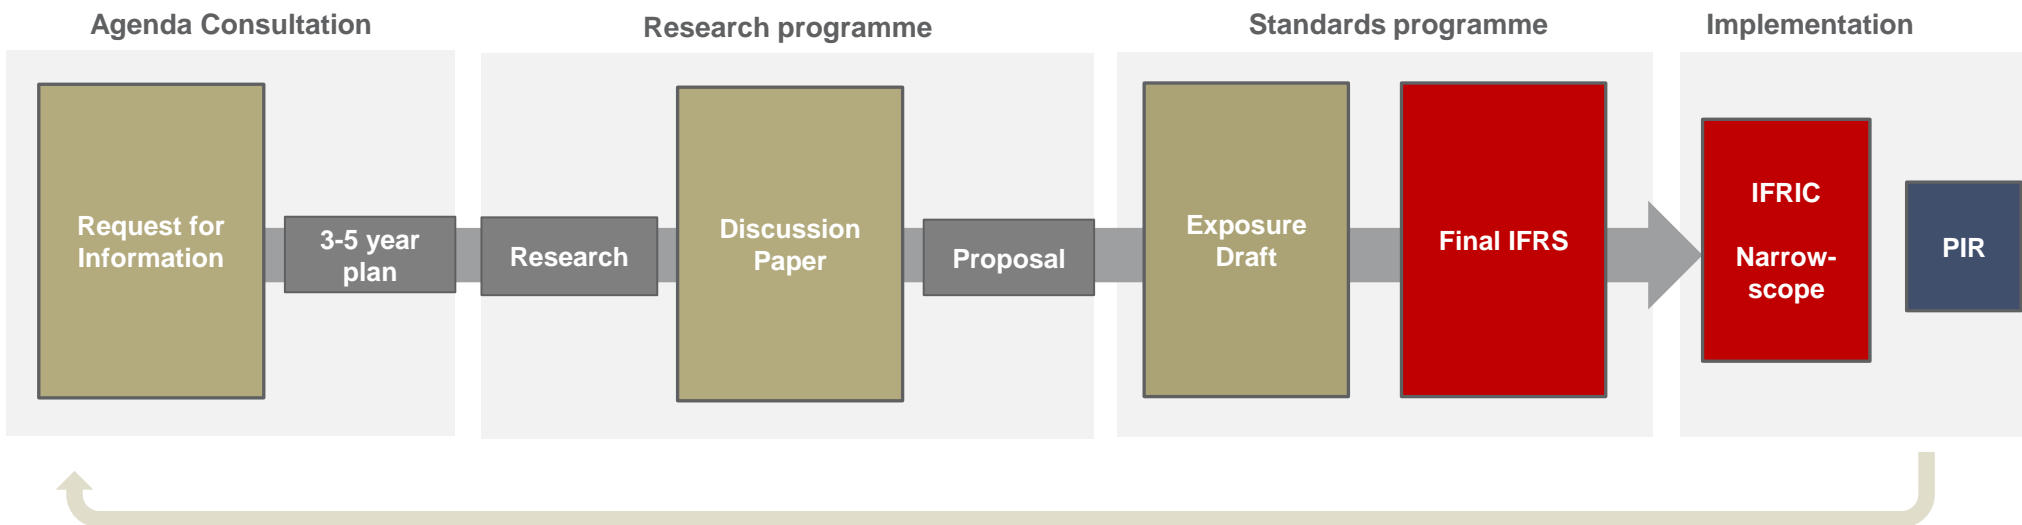 Agenda Consultation
Research programme
Standards programme
Implementation
Request for
Information
3-5 year
plan
Research
Discussion
Paper
Proposal
Exposure
Draft
Final IFRS
IFRIC
Narrow-
scope
PIR